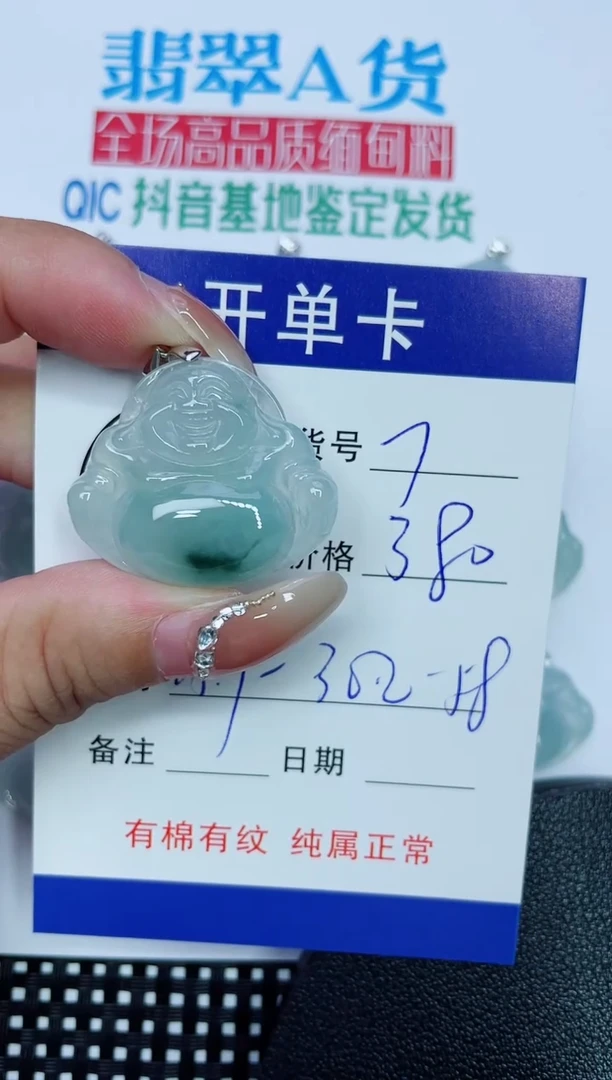 翡翠A货
全场高品质缅甸料
QIC 抖音基地鉴定发货
开单卡
货号 7
价格 380
备注 日期
有棉有纹 纯属正常